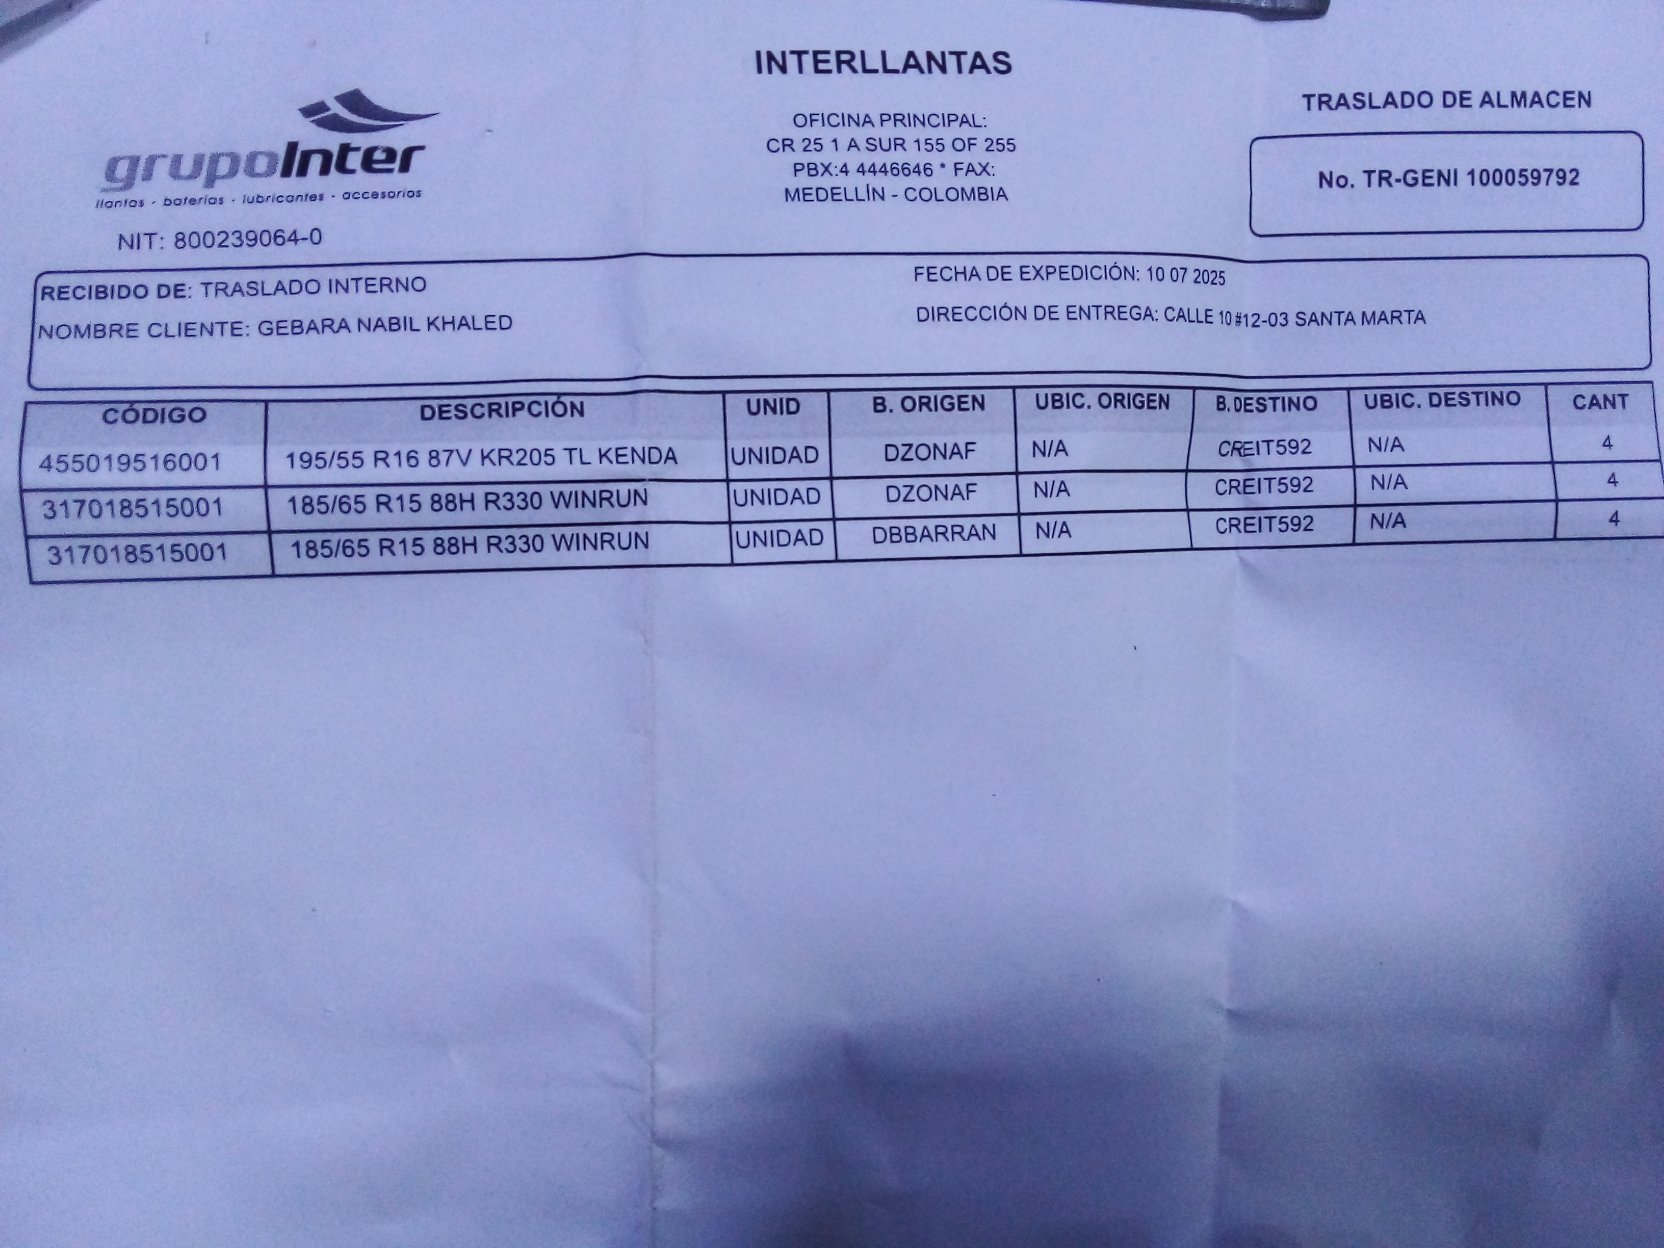 INTERLLANTAS
TRASLADO DE ALMACEN
OFICINA PRINCIPAL:
CR 25 1 A SUR 155 OF 255
PBX:4 4446646 * FAX:
MEDELLÍN - COLOMBIA
No. TR-GENI 100059792
grupoInter
llantas - baterias - lubricantes - accesorios
NIT: 800239064-0
RECIBIDO DE: TRASLADO INTERNO FECHA DE EXPEDICIÓN: 10 07 2025
NOMBRE CLIENTE: GEBARA NABIL KHALED DIRECCIÓN DE ENTREGA: CALLE 10 #12-03 SANTA MARTA
CÓDIGO DESCRIPCIÓN UNID B. ORIGEN UBIC. ORIGEN B. DESTINO UBIC. DESTINO CANT
455019516001 195/55 R16 87V KR205 TL KENDA UNIDAD DZONAF N/A CREIT592 N/A 4
317018515001 185/65 R15 88H R330 WINRUN UNIDAD DZONAF N/A CREIT592 N/A 4
317018515001 185/65 R15 88H R330 WINRUN UNIDAD DBBARRAN N/A CREIT592 N/A 4